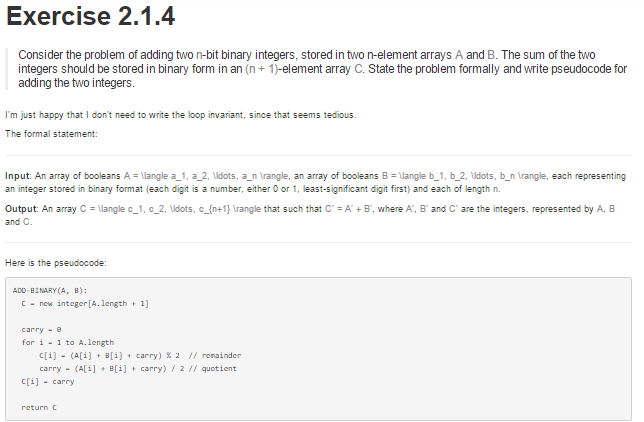 Exercise 2.1.4
Consider the problem of adding two n-bit binary integers, stored in two n-element arrays A and B. The sum of the two
integers should be stored in binary form in an (n + 1)-element array C. State the problem formally and write pseudocode for
adding the two integers.
I'm just happy that I don't need to write the loop invariant, since that seems tedious.
The formal statement:
Input: An array of booleans A = \langle a_1, a_2, \ldots, a_n \rangle, an array of booleans B = \langle b_1, b_2, \ldots, b_n \rangle, each representing
an integer stored in binary format (each digit is a number, either 0 or 1, least-significant digit first) and each of length n.
Output: An array C = \langle c_1, c_2, \ldots, c_{n+1} \rangle that such that C' = A' + B', where A', B' and C' are the integers, represented by A, B
and C.
Here is the pseudocode:
ADD-BINARY(A, B):
C = new integer[A.length + 1]
carry = 0
for i = 1 to A.length
C[i] = (A[i] + B[i] + carry) % 2 // remainder
carry = (A[i] + B[i] + carry) / 2 // quotient
C[i] = carry
return C